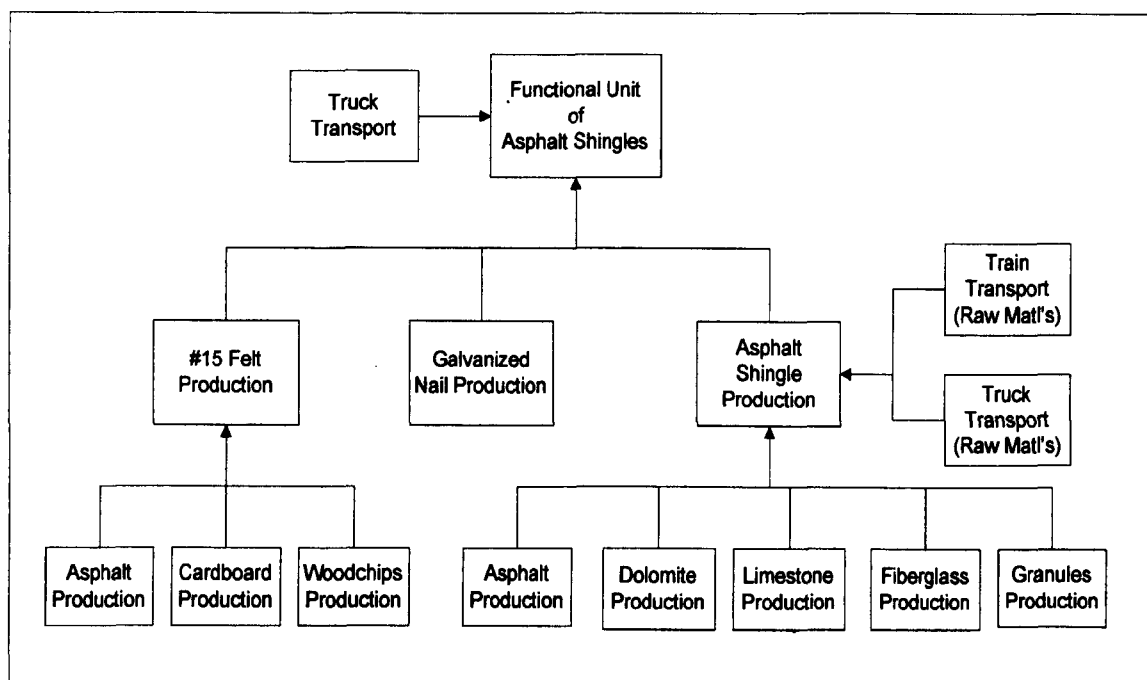 Truck
Transport
Functional Unit
of
Asphalt Shingles
Train
Transport
(Raw Matl's)
#15 Felt
Production
Galvanized
Nail Production
Asphalt
Shingle
Production
Truck
Transport
(Raw Matl's)
Asphalt
Production
Cardboard
Production
Woodchips
Production
Asphalt
Production
Dolomite
Production
Limestone
Production
Fiberglass
Production
Granules
Production